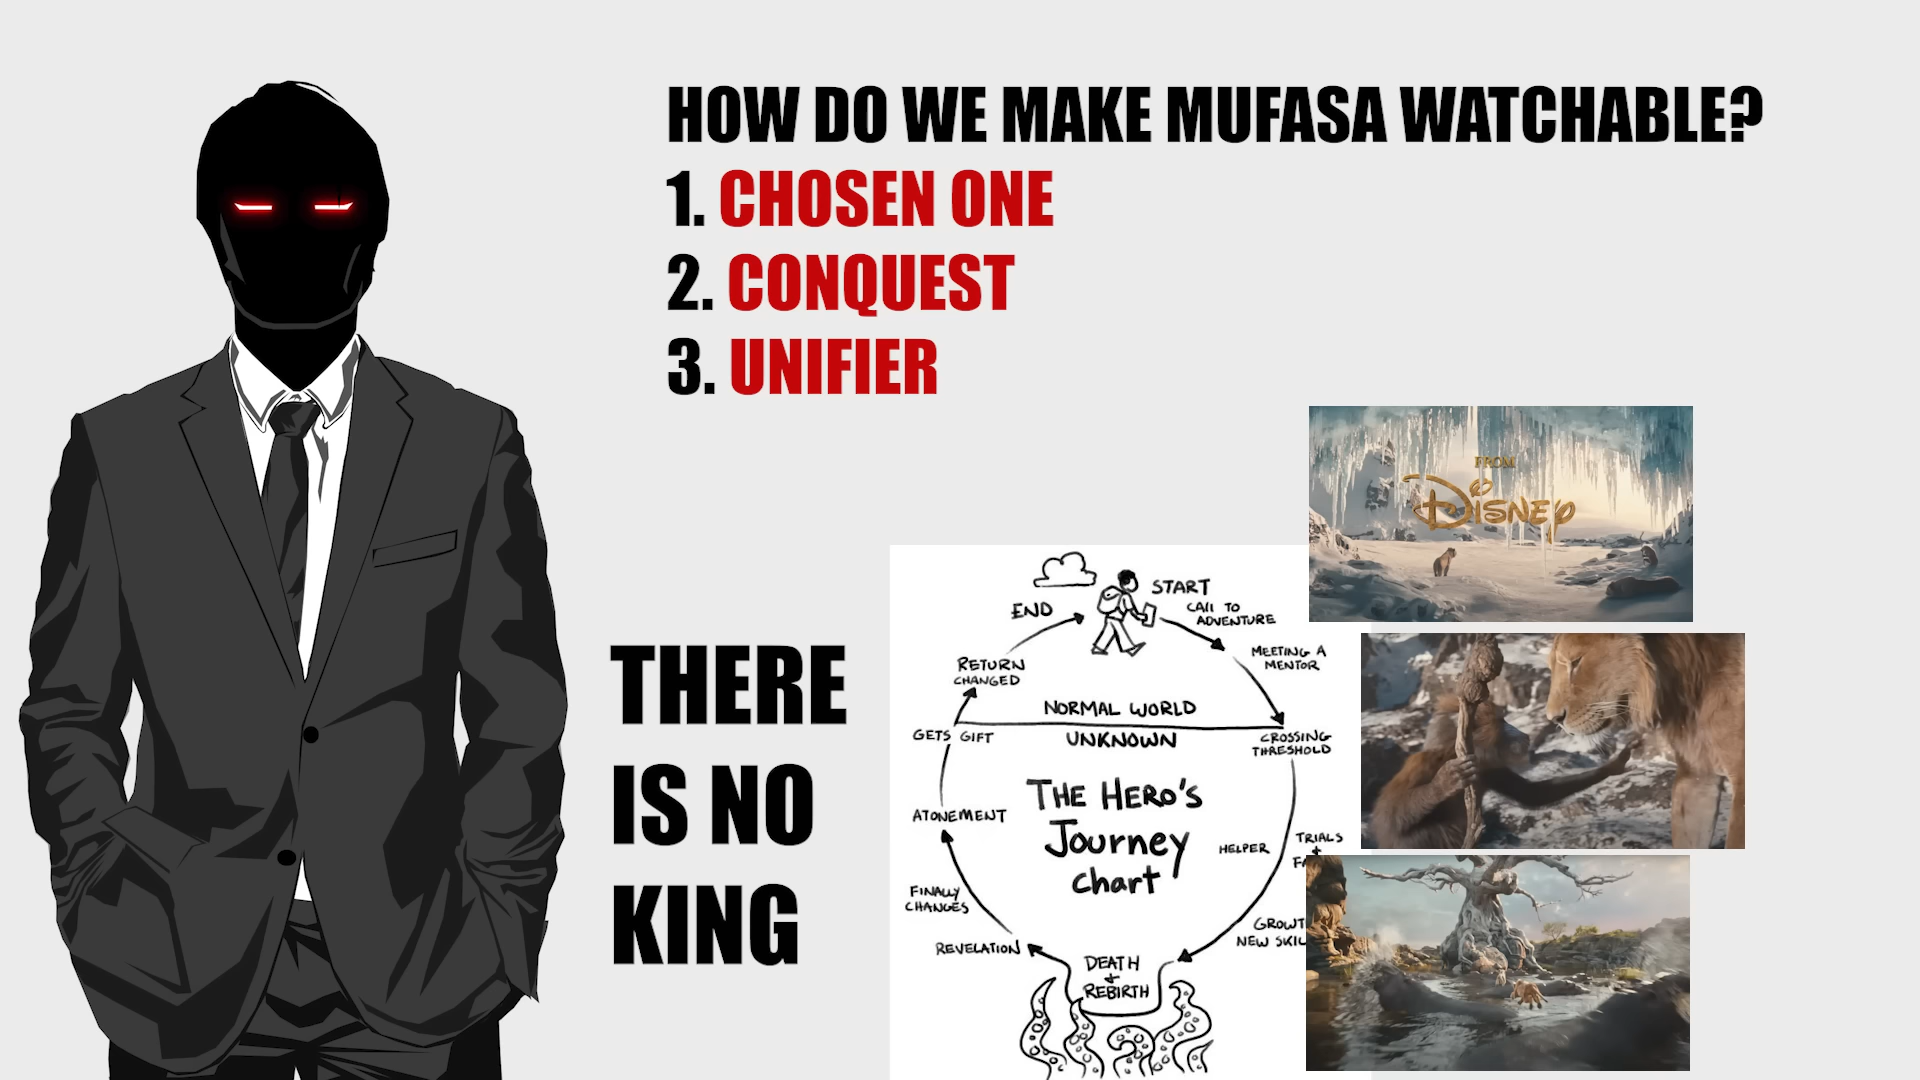 HOW DO WE MAKE MUFASA WATCHABLE?
1. CHOSEN ONE
2. CONQUEST
3. UNIFIER
THERE
IS NO
KING
FROM
DISNEY
START
CALL TO
ADVENTURE
MEETING A
MENTOR
CROSSING
THRESHOLD
HELPER
TRIALS
+
DEATH
+
REBIRTH
REVELATION
FINALLY
CHANGES
ATONEMENT
GETS GIFT
RETURN
CHANGED
END
NORMAL WORLD
UNKNOWN
THE HERO'S
Journey
chart